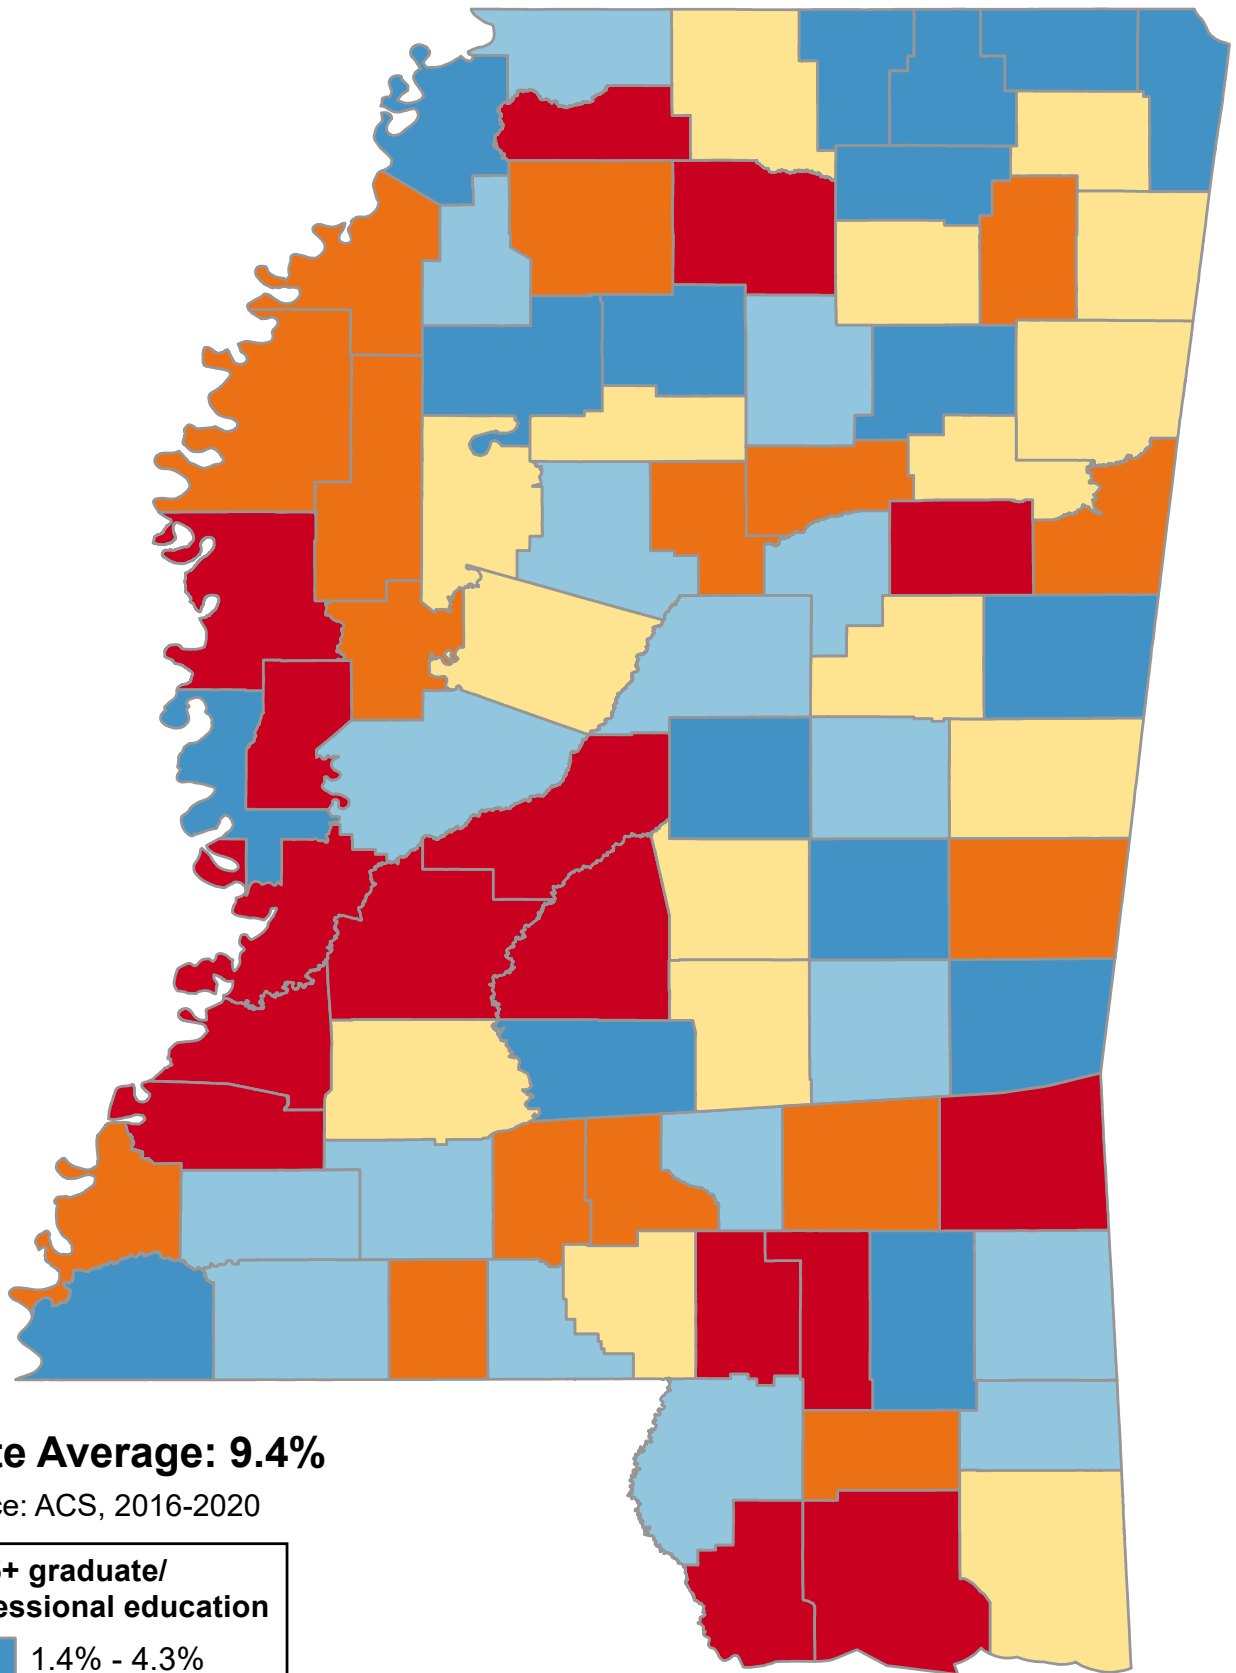 te Average: 9.4%
ce: ACS, 2016-2020
+ graduate/
essional education
1.4% - 4.3%